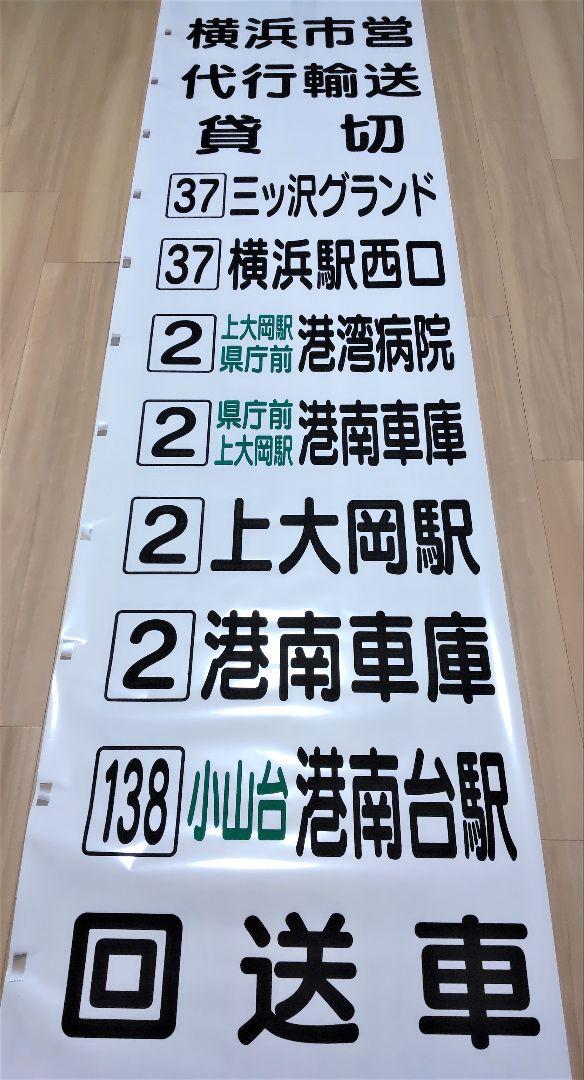 横浜市営
代行輸送
貸切
37 三ッ沢グランド
37 横浜駅西口
2 上大岡駅 県庁前 港湾病院
2 県庁前 上大岡駅 港南車庫
2 上大岡駅
2 港南車庫
138 小山台 港南台駅
回送車